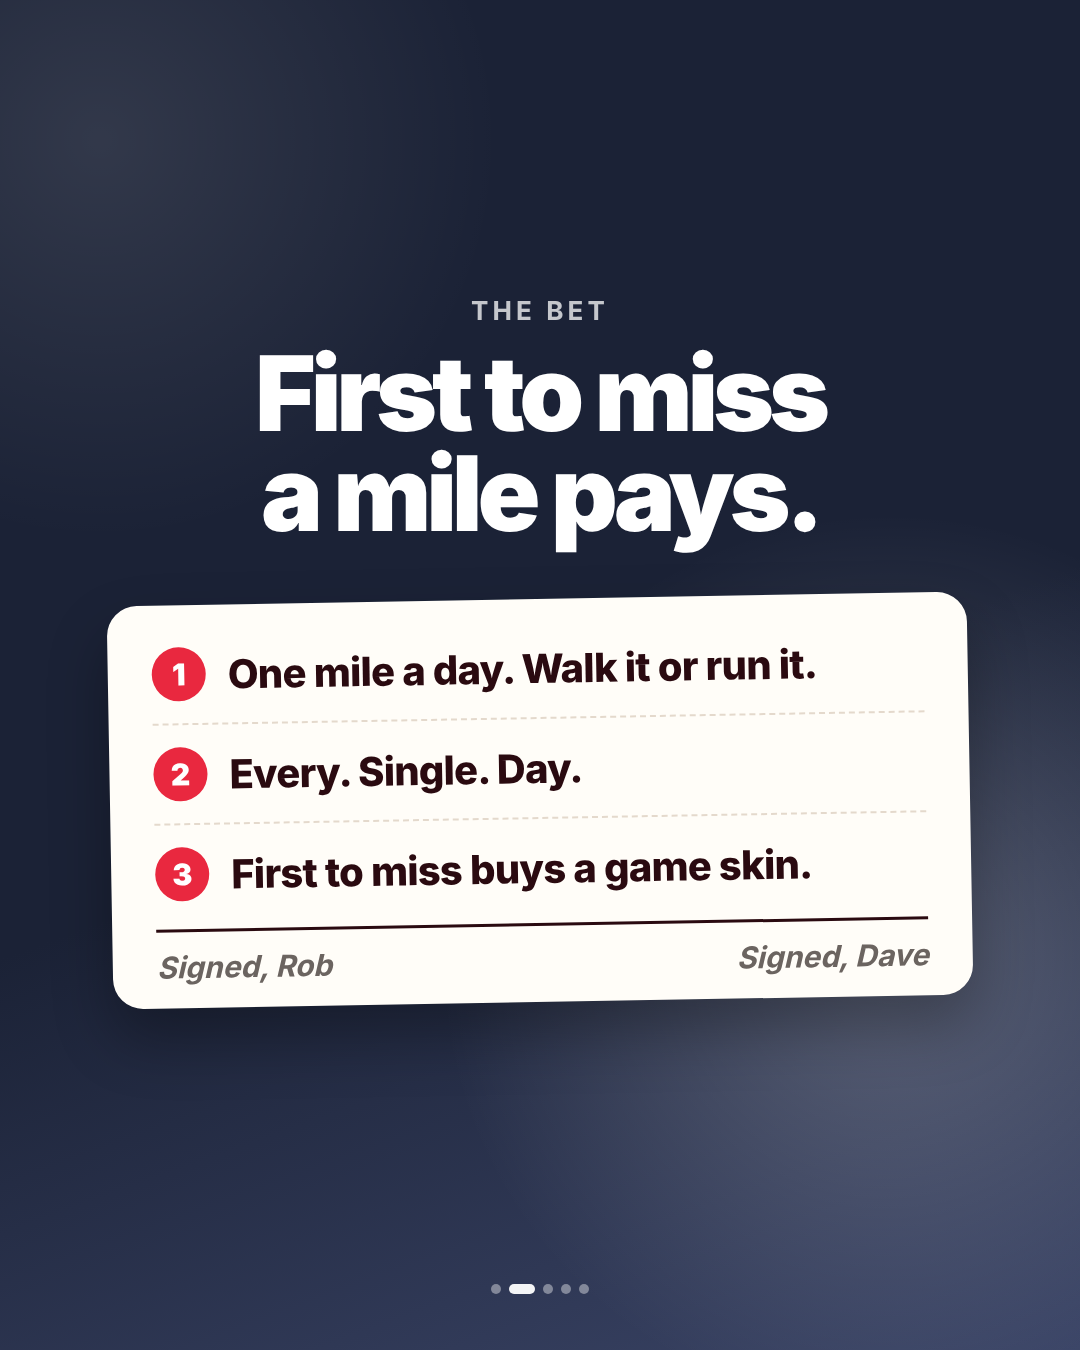 THE BET
First to miss
a mile pays.
1 One mile a day. Walk it or run it.
2 Every. Single. Day.
3 First to miss buys a game skin.
Signed, Rob
Signed, Dave